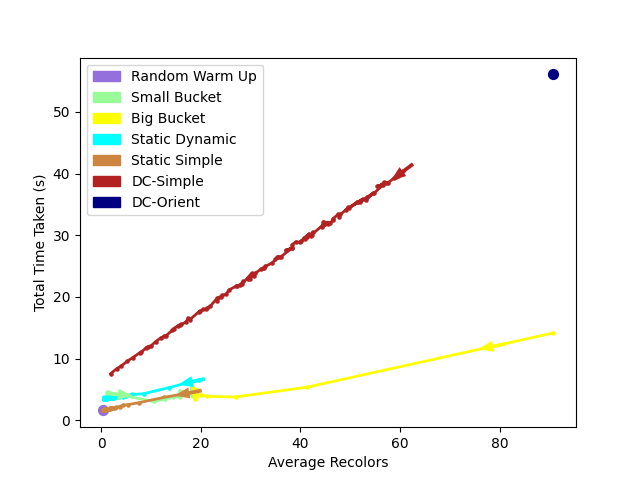 Random Warm Up
Small Bucket
Big Bucket
Static Dynamic
Static Simple
DC-Simple
DC-Orient
Total Time Taken (s)
50
40
30
20
10
0
0 20 40 60 80
Average Recolors